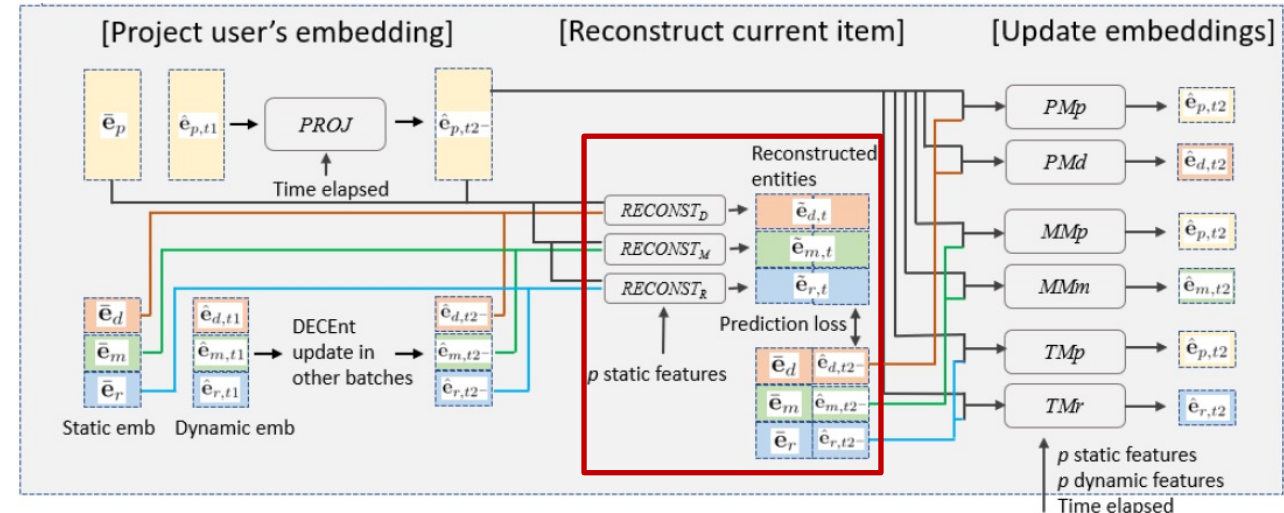 [Project user's embedding]
[Reconstruct current item]
[Update embeddings]
ē_p
ê_{p,t1}
PROJ
ê_{p,t2−}
Time elapsed
ē_d
ē_m
ē_r
ê_{d,t1}
ê_{m,t1}
ê_{r,t1}
Static emb
Dynamic emb
DECEnt
update in
other batches
ê_{d,t2−}
ê_{m,t2−}
ê_{r,t2−}
RECONST_D
RECONST_M
RECONST_R
p static features
Reconstructed
entities
ẽ_{d,t}
ẽ_{m,t}
ẽ_{r,t}
Prediction loss
ē_d ê_{d,t2−}
ē_m ê_{m,t2−}
ē_r ê_{r,t2−}
PMp
ê_{p,t2}
PMd
ê_{d,t2}
MMp
ê_{p,t2}
MMm
ê_{m,t2}
TMp
ê_{p,t2}
TMr
ê_{r,t2}
p static features
p dynamic features
Time elapsed